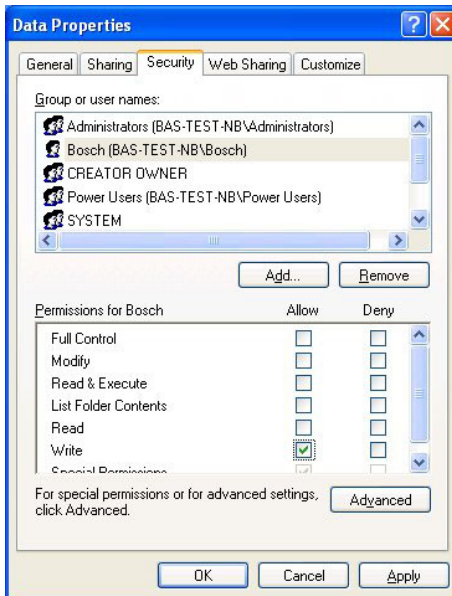 Data Properties
General Sharing Security Web Sharing Customize
Group or user names:
Administrators (BAS-TEST-NB\Administrators)
Bosch (BAS-TEST-NB\Bosch)
CREATOR OWNER
Power Users (BAS-TEST-NB\Power Users)
SYSTEM
Add... Remove
Permissions for Bosch Allow Deny
Full Control
Modify
Read & Execute
List Folder Contents
Read
Write
Special Permissions
For special permissions or for advanced settings, Advanced
click Advanced.
OK Cancel Apply